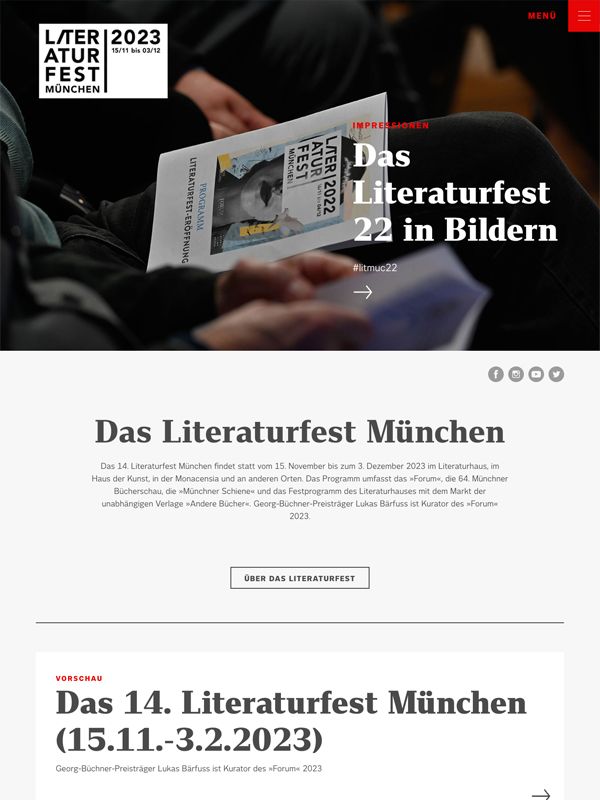 MENÜ
LITER
ATUR
FEST
MÜNCHEN
2023
15/11 bis 03/12
IMPRESSIONEN
Das
Literaturfest
22 in Bildern
#litmuc22
LITER
ATUR
FEST
MÜNCHEN
2022
PROGRAMM
LITERATURFEST-ERÖFFNUNG
Das Literaturfest München
Das 14. Literaturfest München findet statt vom 15. November bis zum 3. Dezember 2023 im Literaturhaus, im
Haus der Kunst, in der Monacensia und an anderen Orten. Das Programm umfasst das »Forum«, die 64. Münchner
Bücherschau, die »Münchner Schiene« und das Festprogramm des Literaturhauses mit dem Markt der
unabhängigen Verlage »Andere Bücher«. Georg-Büchner-Preisträger Lukas Bärfuss ist Kurator des »Forum«
2023.
ÜBER DAS LITERATURFEST
VORSCHAU
Das 14. Literaturfest München
(15.11.-3.2.2023)
Georg-Büchner-Preisträger Lukas Bärfuss ist Kurator des »Forum« 2023